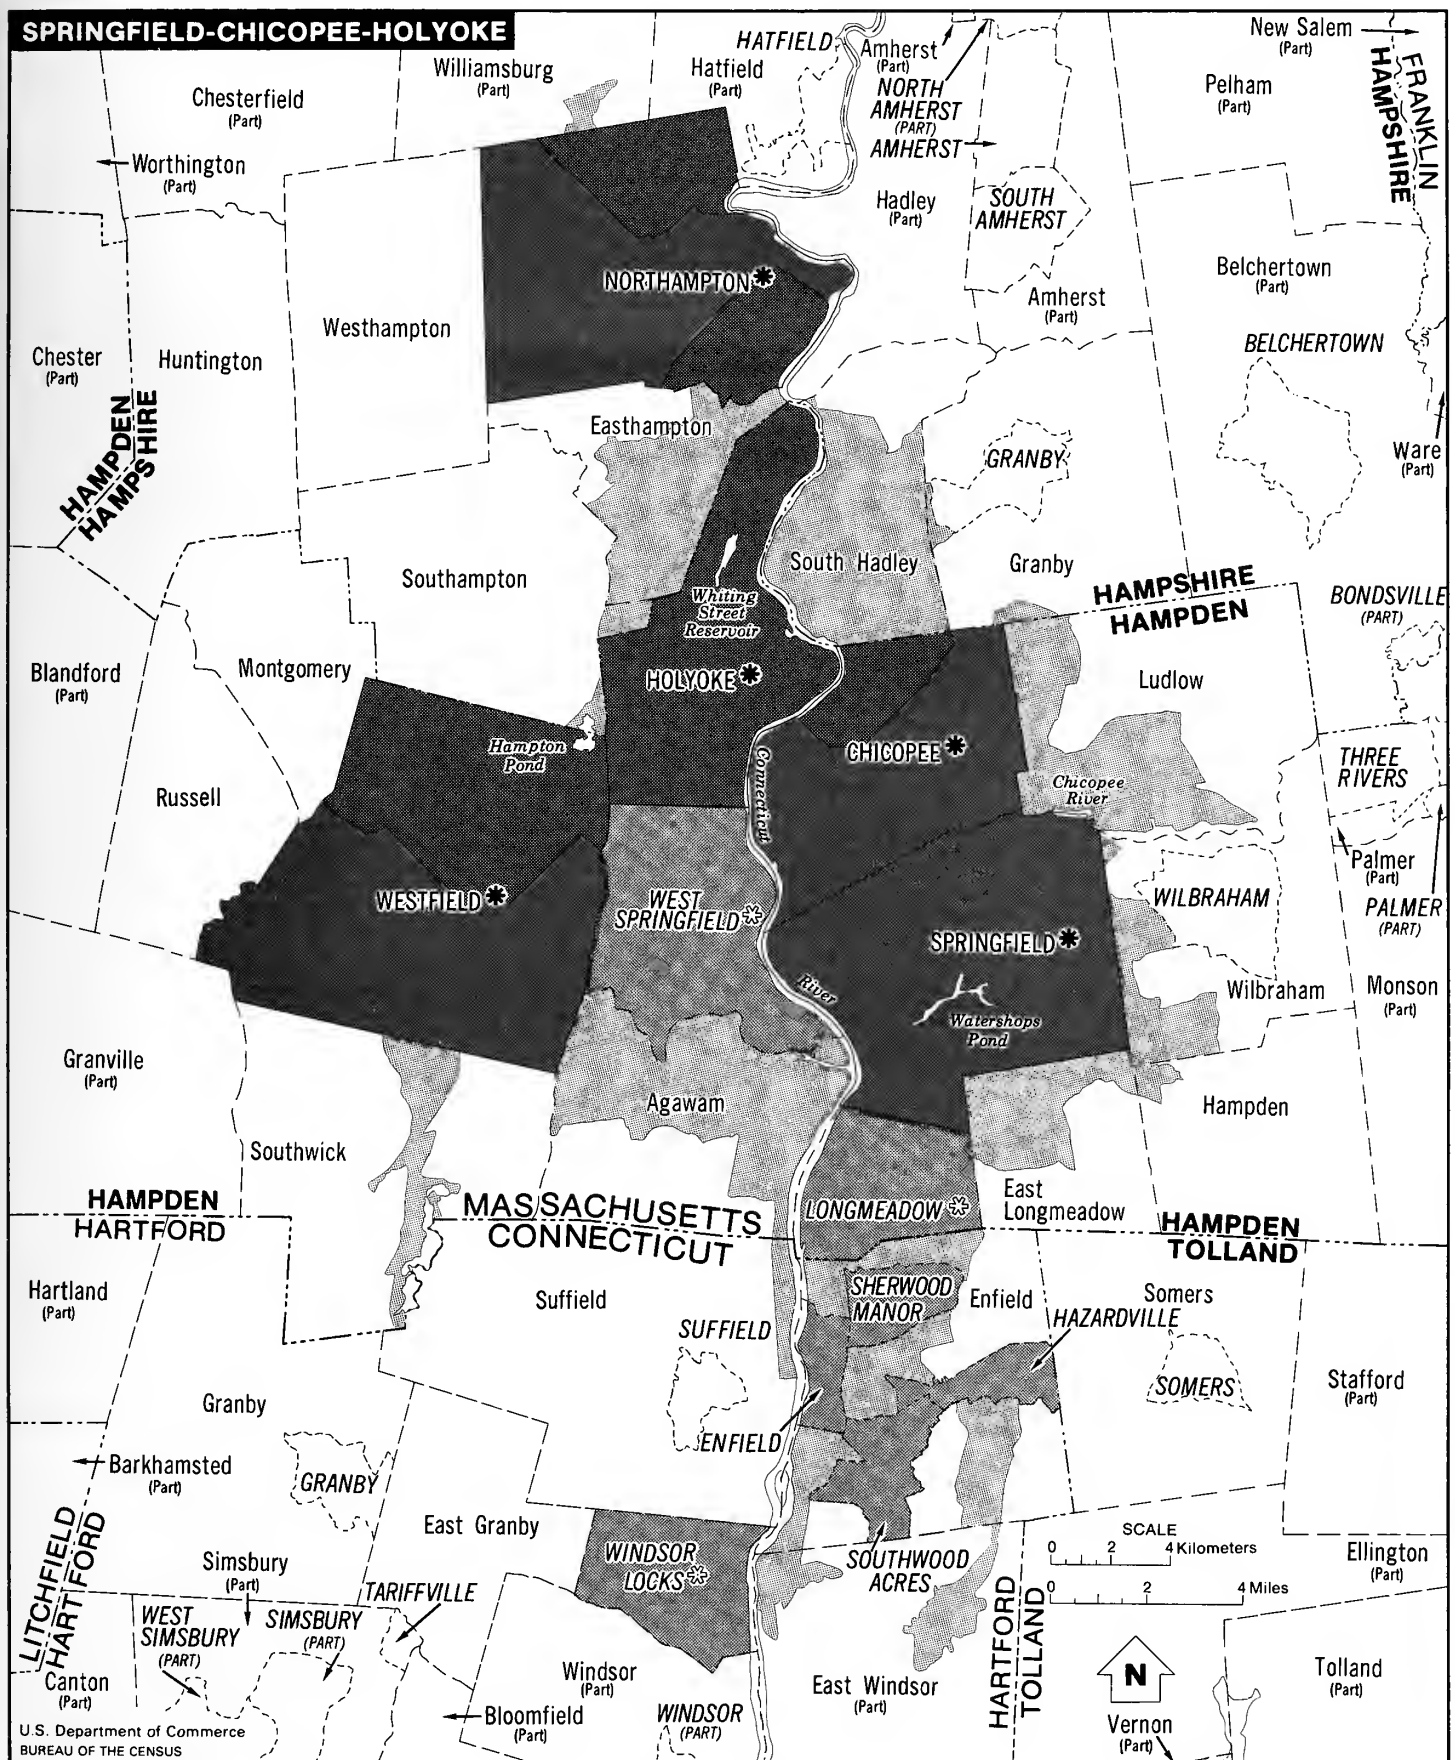 SPRINGFIELD-CHICOPEE-HOLYOKE
HATFIELD
Hatfield
(Part)
Williamsburg
(Part)
Chesterfield
(Part)
Worthington
(Part)
Amherst
(Part)
NORTH
AMHERST
(PART)
AMHERST
New Salem
(Part)
Pelham
(Part)
FRANKLIN
HAMPSHIRE
Hadley
(Part)
SOUTH
AMHERST
NORTHAMPTON
Amherst
(Part)
Belchertown
(Part)
BELCHERTOWN
Westhampton
Chester
(Part)
Huntington
HAMPDEN
HAMPSHIRE
Easthampton
GRANBY
Ware
(Part)
Southampton
South Hadley
Granby
Whiting
Street
Reservoir
HAMPSHIRE
HAMPDEN
BONDSVILLE
(PART)
Blandford
(Part)
Montgomery
HOLYOKE
Ludlow
Hampton
Pond
CHICOPEE
Connecticut
THREE
RIVERS
Chicopee
River
Russell
Palmer
(Part)
PALMER
(PART)
WESTFIELD
WEST
SPRINGFIELD
WILBRAHAM
SPRINGFIELD
River
Watershops
Pond
Wilbraham
Monson
(Part)
Granville
(Part)
Agawam
Hampden
Southwick
HAMPDEN
HARTFORD
MASSACHUSETTS
CONNECTICUT
LONGMEADOW
East
Longmeadow
HAMPDEN
TOLLAND
Hartland
(Part)
Suffield
SHERWOOD
MANOR
Enfield
Somers
HAZARDVILLE
SUFFIELD
SOMERS
Stafford
(Part)
Granby
ENFIELD
Barkhamsted
(Part)
GRANBY
LITCHFIELD
HARTFORD
East Granby
SCALE
0 2 4 Kilometers
0 2 4 Miles
WINDSOR
LOCKS
SOUTHWOOD
ACRES
Ellington
(Part)
Simsbury
(Part)
TARIFFVILLE
WEST
SIMSBURY
(PART)
SIMSBURY
(PART)
HARTFORD
TOLLAND
N
Canton
(Part)
Windsor
(Part)
East Windsor
(Part)
Tolland
(Part)
Bloomfield
(Part)
WINDSOR
(PART)
Vernon
(Part)
U.S. Department of Commerce
BUREAU OF THE CENSUS